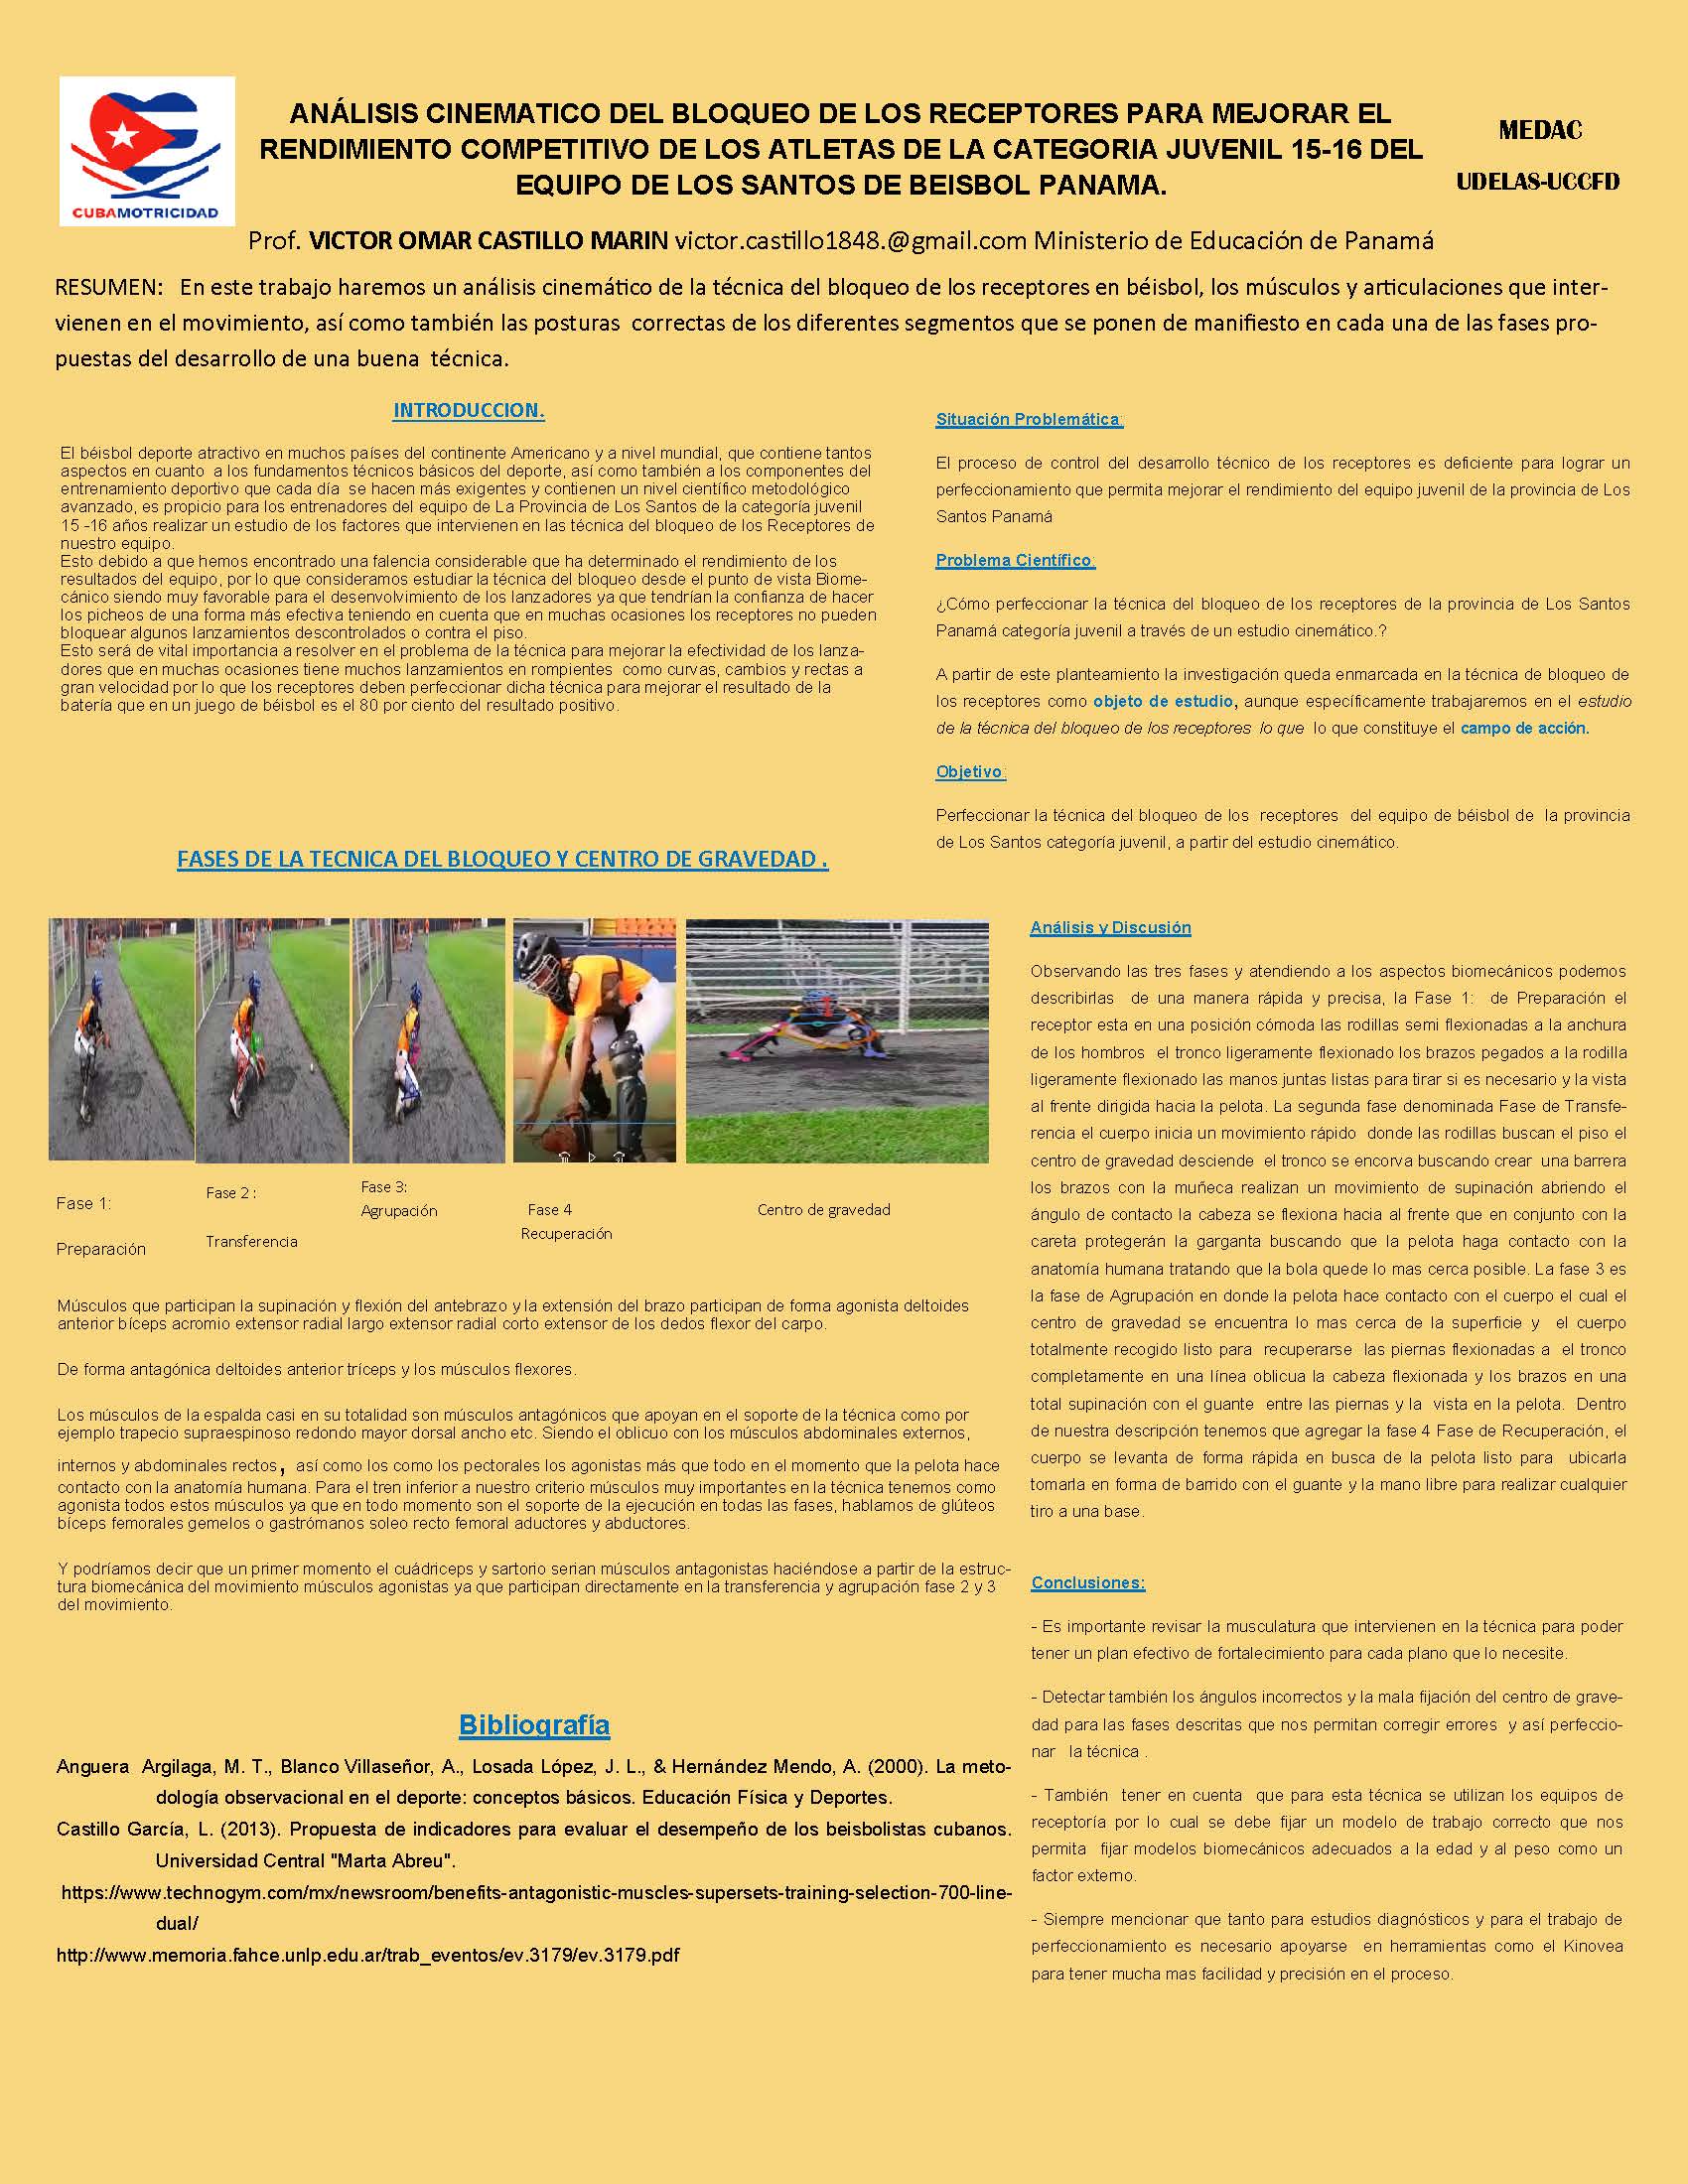 CUBAMOTRICIDAD
ANÁLISIS CINEMATICO DEL BLOQUEO DE LOS RECEPTORES PARA MEJORAR EL
RENDIMIENTO COMPETITIVO DE LOS ATLETAS DE LA CATEGORIA JUVENIL 15-16 DEL
EQUIPO DE LOS SANTOS DE BEISBOL PANAMA.
MEDAC
UDELAS-UCCFD
Prof. VICTOR OMAR CASTILLO MARIN victor.castillo1848.@gmail.com Ministerio de Educación de Panamá
RESUMEN: En este trabajo haremos un análisis cinemático de la técnica del bloqueo de los receptores en béisbol, los músculos y articulaciones que inter-
vienen en el movimiento, así como también las posturas correctas de los diferentes segmentos que se ponen de manifiesto en cada una de las fases pro-
puestas del desarrollo de una buena técnica.
INTRODUCCION.
El béisbol deporte atractivo en muchos países del continente Americano y a nivel mundial, que contiene tantos
aspectos en cuanto a los fundamentos técnicos básicos del deporte, así como también a los componentes del
entrenamiento deportivo que cada día se hacen más exigentes y contienen un nivel científico metodológico
avanzado, es propicio para los entrenadores del equipo de La Provincia de Los Santos de la categoría juvenil
15 -16 años realizar un estudio de los factores que intervienen en las técnica del bloqueo de los Receptores de
nuestro equipo.
Esto debido a que hemos encontrado una falencia considerable que ha determinado el rendimiento de los
resultados del equipo, por lo que consideramos estudiar la técnica del bloqueo desde el punto de vista Biome-
cánico siendo muy favorable para el desenvolvimiento de los lanzadores ya que tendrían la confianza de hacer
los picheos de una forma más efectiva teniendo en cuenta que en muchas ocasiones los receptores no pueden
bloquear algunos lanzamientos descontrolados o contra el piso.
Esto será de vital importancia a resolver en el problema de la técnica para mejorar la efectividad de los lanza-
dores que en muchas ocasiones tiene muchos lanzamientos en rompientes como curvas, cambios y rectas a
gran velocidad por lo que los receptores deben perfeccionar dicha técnica para mejorar el resultado de la
batería que en un juego de béisbol es el 80 por ciento del resultado positivo.
Situación Problemática:
El proceso de control del desarrollo técnico de los receptores es deficiente para lograr un
perfeccionamiento que permita mejorar el rendimiento del equipo juvenil de la provincia de Los
Santos Panamá
Problema Científico:
¿Cómo perfeccionar la técnica del bloqueo de los receptores de la provincia de Los Santos
Panamá categoría juvenil a través de un estudio cinemático.?
A partir de este planteamiento la investigación queda enmarcada en la técnica de bloqueo de
los receptores como objeto de estudio, aunque específicamente trabajaremos en el estudio
de la técnica del bloqueo de los receptores lo que lo que constituye el campo de acción.
Objetivo:
Perfeccionar la técnica del bloqueo de los receptores del equipo de béisbol de la provincia
de Los Santos categoría juvenil, a partir del estudio cinemático.
FASES DE LA TECNICA DEL BLOQUEO Y CENTRO DE GRAVEDAD .
Fase 1:
Preparación
Fase 2 :
Transferencia
Fase 3:
Agrupación
Fase 4
Recuperación
Centro de gravedad
Músculos que participan la supinación y flexión del antebrazo y la extensión del brazo participan de forma agonista deltoides
anterior bíceps acromio extensor radial largo extensor radial corto extensor de los dedos flexor del carpo.
De forma antagónica deltoides anterior tríceps y los músculos flexores.
Los músculos de la espalda casi en su totalidad son músculos antagónicos que apoyan en el soporte de la técnica como por
ejemplo trapecio supraespinoso redondo mayor dorsal ancho etc. Siendo el oblicuo con los músculos abdominales externos,
internos y abdominales rectos, así como los como los pectorales los agonistas más que todo en el momento que la pelota hace
contacto con la anatomía humana. Para el tren inferior a nuestro criterio músculos muy importantes en la técnica tenemos como
agonista todos estos músculos ya que en todo momento son el soporte de la ejecución en todas las fases, hablamos de glúteos
bíceps femorales gemelos o gastrómanos soleo recto femoral aductores y abductores.
Y podríamos decir que un primer momento el cuádriceps y sartorio serian músculos antagonistas haciéndose a partir de la estruc-
tura biomecánica del movimiento músculos agonistas ya que participan directamente en la transferencia y agrupación fase 2 y 3
del movimiento.
Análisis y Discusión
Observando las tres fases y atendiendo a los aspectos biomecánicos podemos
describirlas de una manera rápida y precisa, la Fase 1: de Preparación el
receptor esta en una posición cómoda las rodillas semi flexionadas a la anchura
de los hombros el tronco ligeramente flexionado los brazos pegados a la rodilla
ligeramente flexionado las manos juntas listas para tirar si es necesario y la vista
al frente dirigida hacia la pelota. La segunda fase denominada Fase de Transfe-
rencia el cuerpo inicia un movimiento rápido donde las rodillas buscan el piso el
centro de gravedad desciende el tronco se encorva buscando crear una barrera
los brazos con la muñeca realizan un movimiento de supinación abriendo el
ángulo de contacto la cabeza se flexiona hacia al frente que en conjunto con la
careta protegerán la garganta buscando que la pelota haga contacto con la
anatomía humana tratando que la bola quede lo mas cerca posible. La fase 3 es
la fase de Agrupación en donde la pelota hace contacto con el cuerpo el cual el
centro de gravedad se encuentra lo mas cerca de la superficie y el cuerpo
totalmente recogido listo para recuperarse las piernas flexionadas a el tronco
completamente en una línea oblicua la cabeza flexionada y los brazos en una
total supinación con el guante entre las piernas y la vista en la pelota. Dentro
de nuestra descripción tenemos que agregar la fase 4 Fase de Recuperación, el
cuerpo se levanta de forma rápida en busca de la pelota listo para ubicarla
tomarla en forma de barrido con el guante y la mano libre para realizar cualquier
tiro a una base.
Conclusiones:
- Es importante revisar la musculatura que intervienen en la técnica para poder
tener un plan efectivo de fortalecimiento para cada plano que lo necesite.
- Detectar también los ángulos incorrectos y la mala fijación del centro de grave-
dad para las fases descritas que nos permitan corregir errores y así perfeccio-
nar la técnica .
- También tener en cuenta que para esta técnica se utilizan los equipos de
receptoría por lo cual se debe fijar un modelo de trabajo correcto que nos
permita fijar modelos biomecánicos adecuados a la edad y al peso como un
factor externo.
- Siempre mencionar que tanto para estudios diagnósticos y para el trabajo de
perfeccionamiento es necesario apoyarse en herramientas como el Kinovea
para tener mucha mas facilidad y precisión en el proceso.
Bibliografía
Anguera Argilaga, M. T., Blanco Villaseñor, A., Losada López, J. L., & Hernández Mendo, A. (2000). La meto-
dología observacional en el deporte: conceptos básicos. Educación Física y Deportes.
Castillo García, L. (2013). Propuesta de indicadores para evaluar el desempeño de los beisbolistas cubanos.
Universidad Central "Marta Abreu".
https://www.technogym.com/mx/newsroom/benefits-antagonistic-muscles-supersets-training-selection-700-line-
dual/
http://www.memoria.fahce.unlp.edu.ar/trab_eventos/ev.3179/ev.3179.pdf